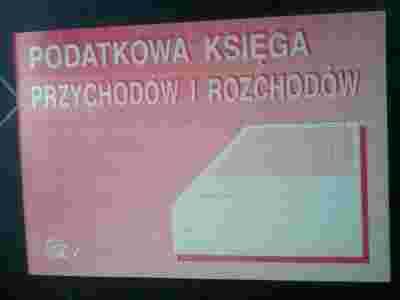 PODATKOWA KSIĘGA
PRZYCHODÓW I ROZCHODÓW